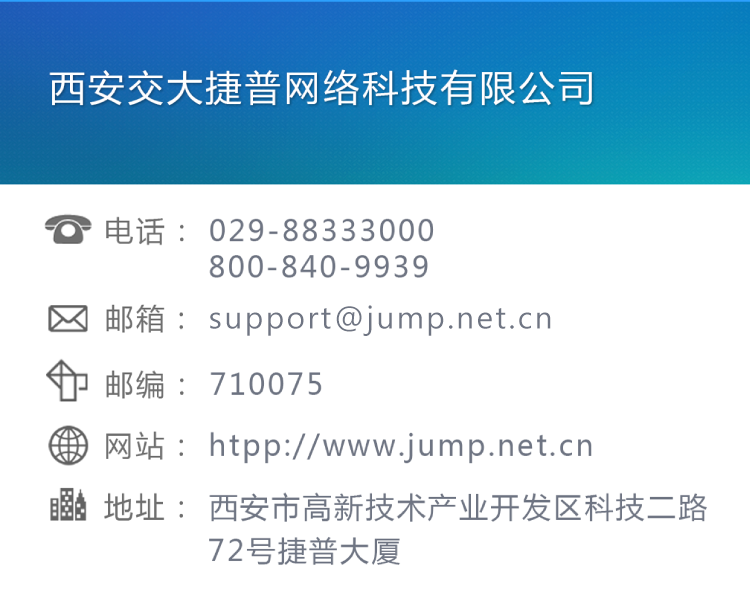 西安交大捷普网络科技有限公司
电话： 029-88333000
800-840-9939
邮箱： support@jump.net.cn
邮编： 710075
网站： htpp://www.jump.net.cn
地址： 西安市高新技术产业开发区科技二路
72号捷普大厦